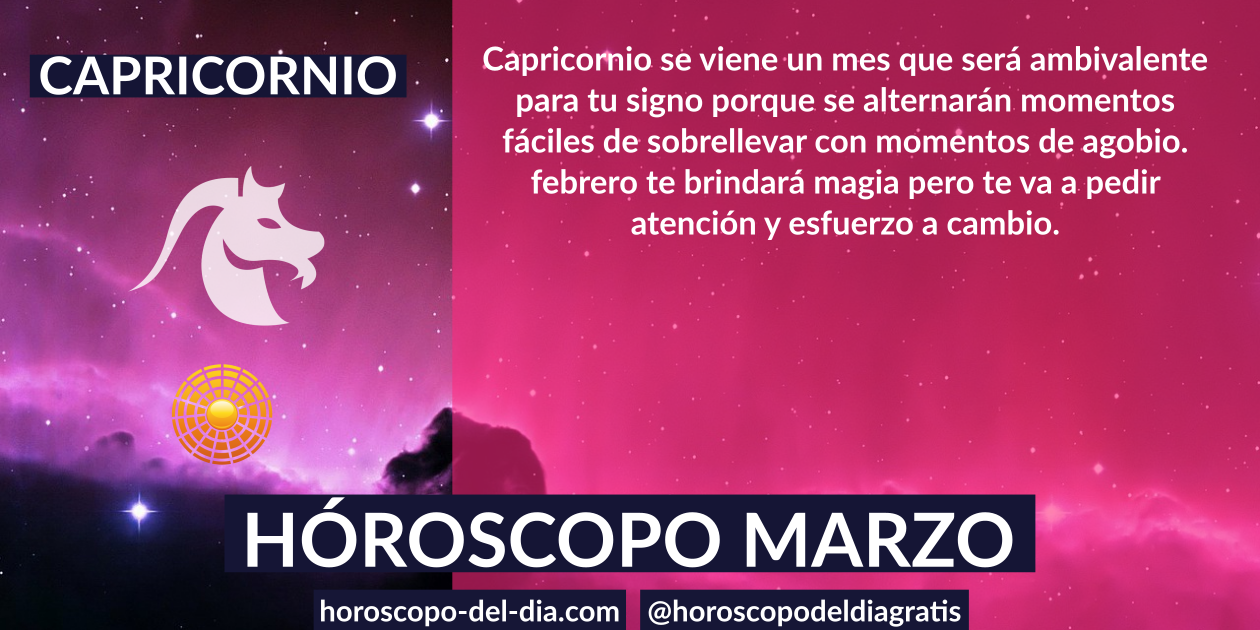 CAPRICORNIO
Capricornio se viene un mes que será ambivalente
para tu signo porque se alternarán momentos
fáciles de sobrellevar con momentos de agobio.
febrero te brindará magia pero te va a pedir
atención y esfuerzo a cambio.
HÓROSCOPO MARZO
horoscopo-del-dia.com
@horoscopodeldiagratis